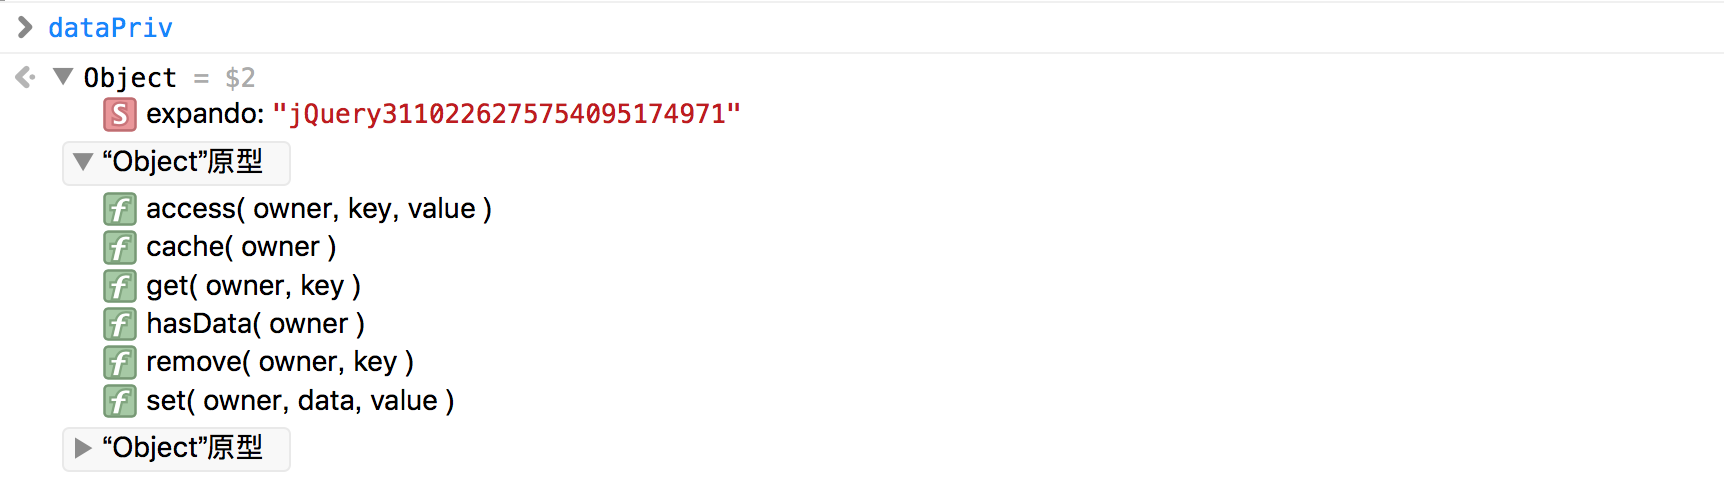 dataPriv
Object = $2
S expando: "jQuery3110226275754095174971"
“Object”原型
f access( owner, key, value )
f cache( owner )
f get( owner, key )
f hasData( owner )
f remove( owner, key )
f set( owner, data, value )
“Object”原型